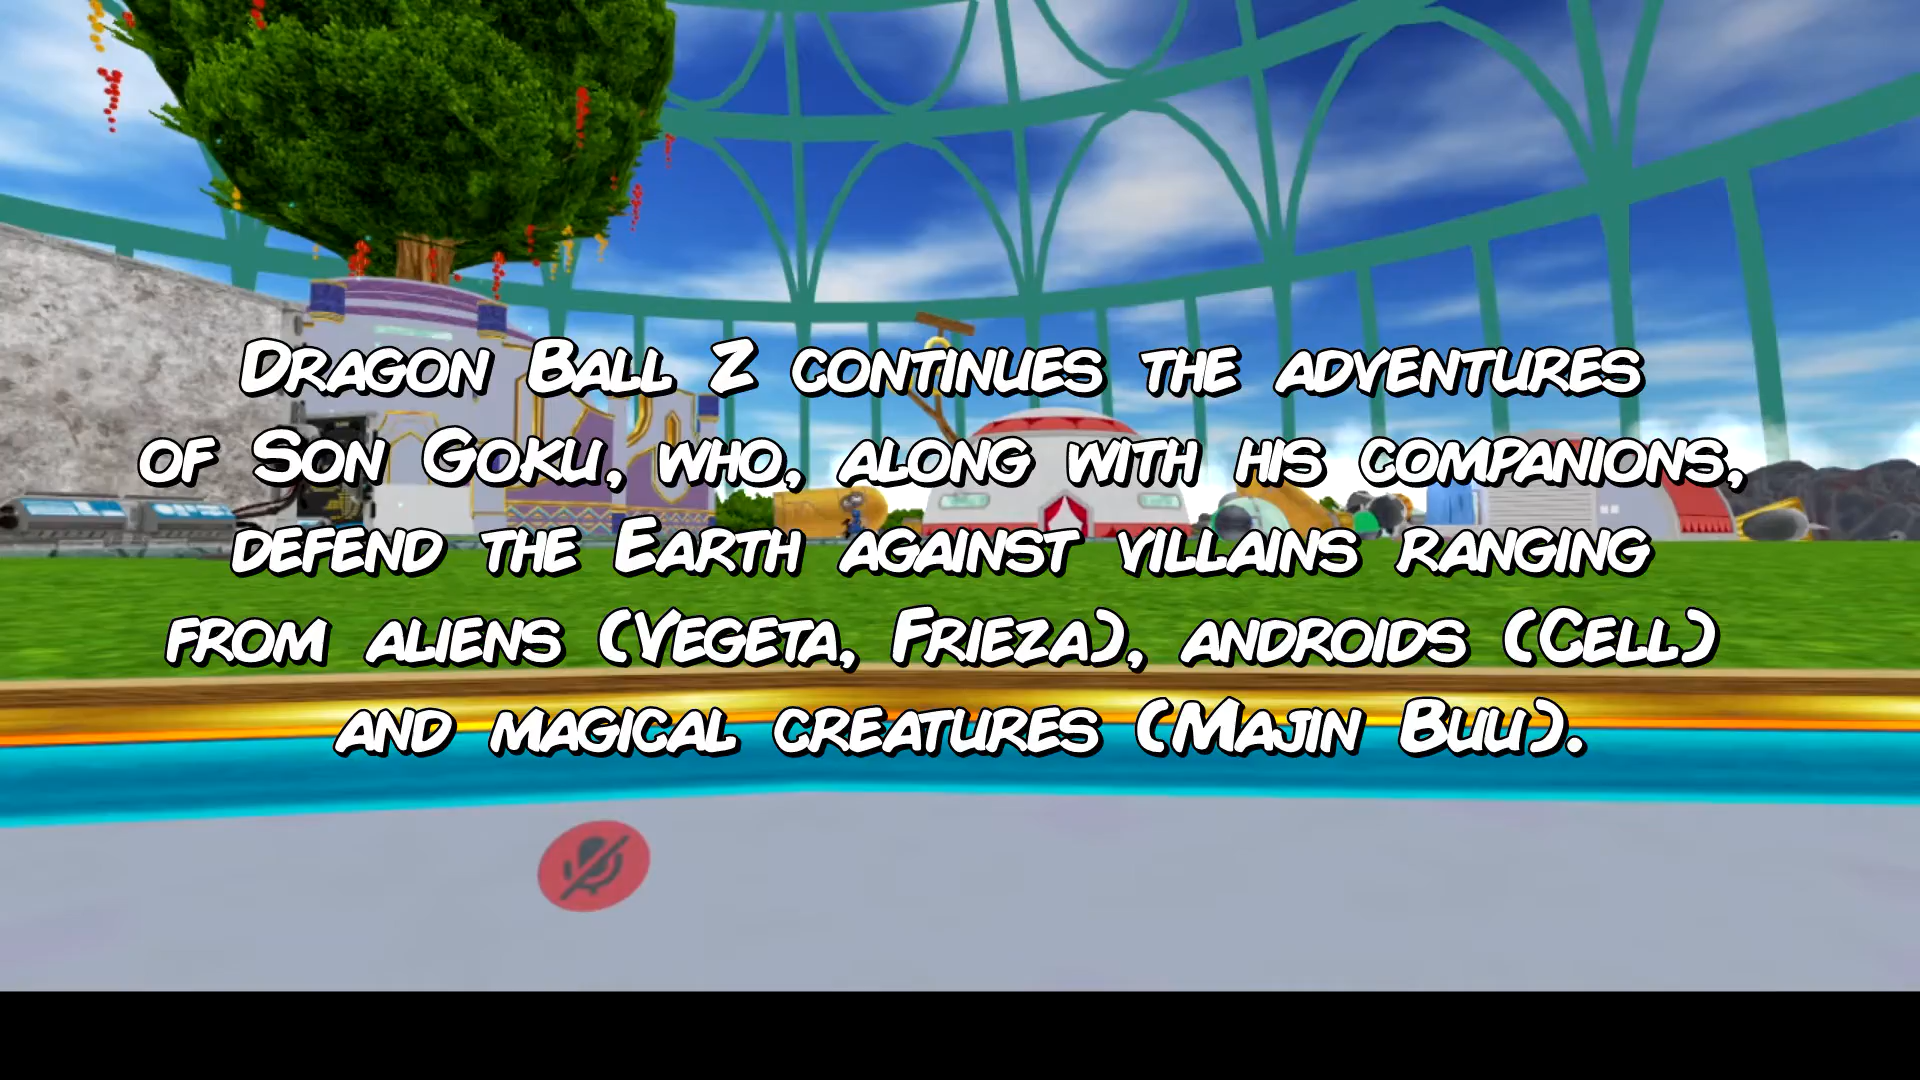 Dragon Ball Z continues the adventures
of Son Goku, who, along with his companions,
defend the Earth against villains ranging
from aliens (Vegeta, Frieza), androids (Cell)
and magical creatures (Majin Buu).